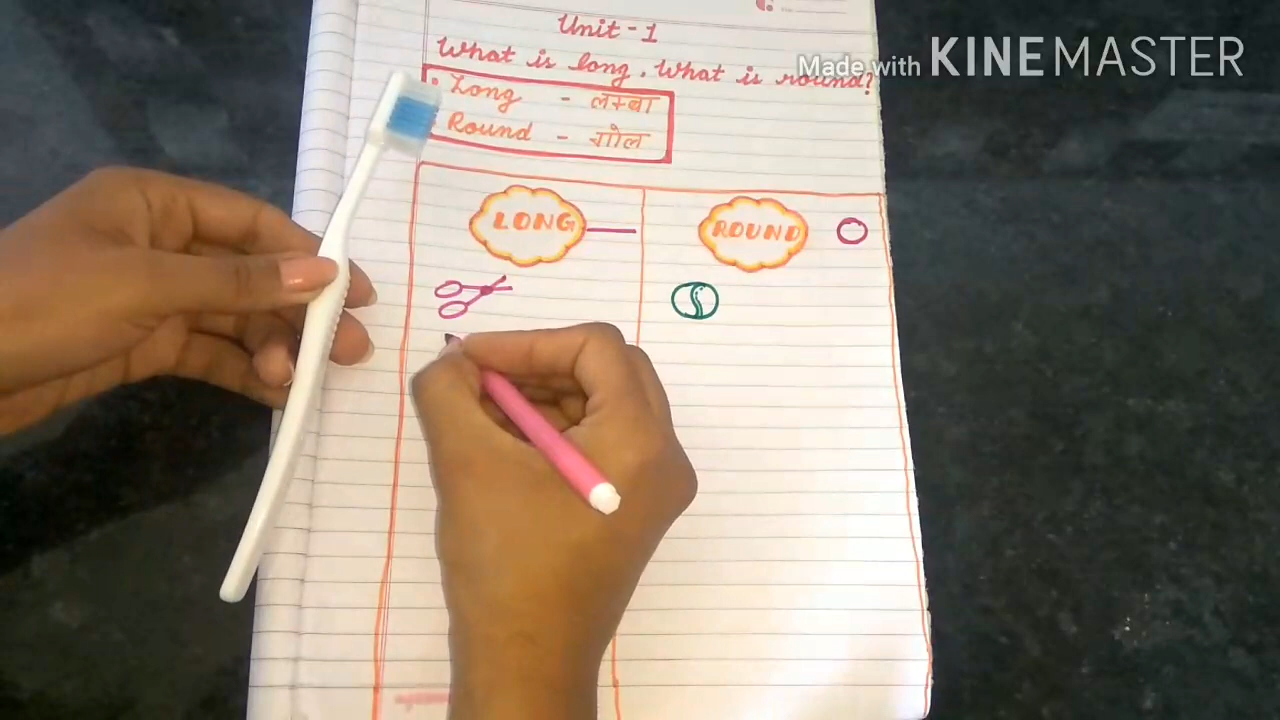 Unit - 1
What is long. What is round?
Long - लम्बा
Round - गोल
LONG
ROUND
Made with KINEMASTER